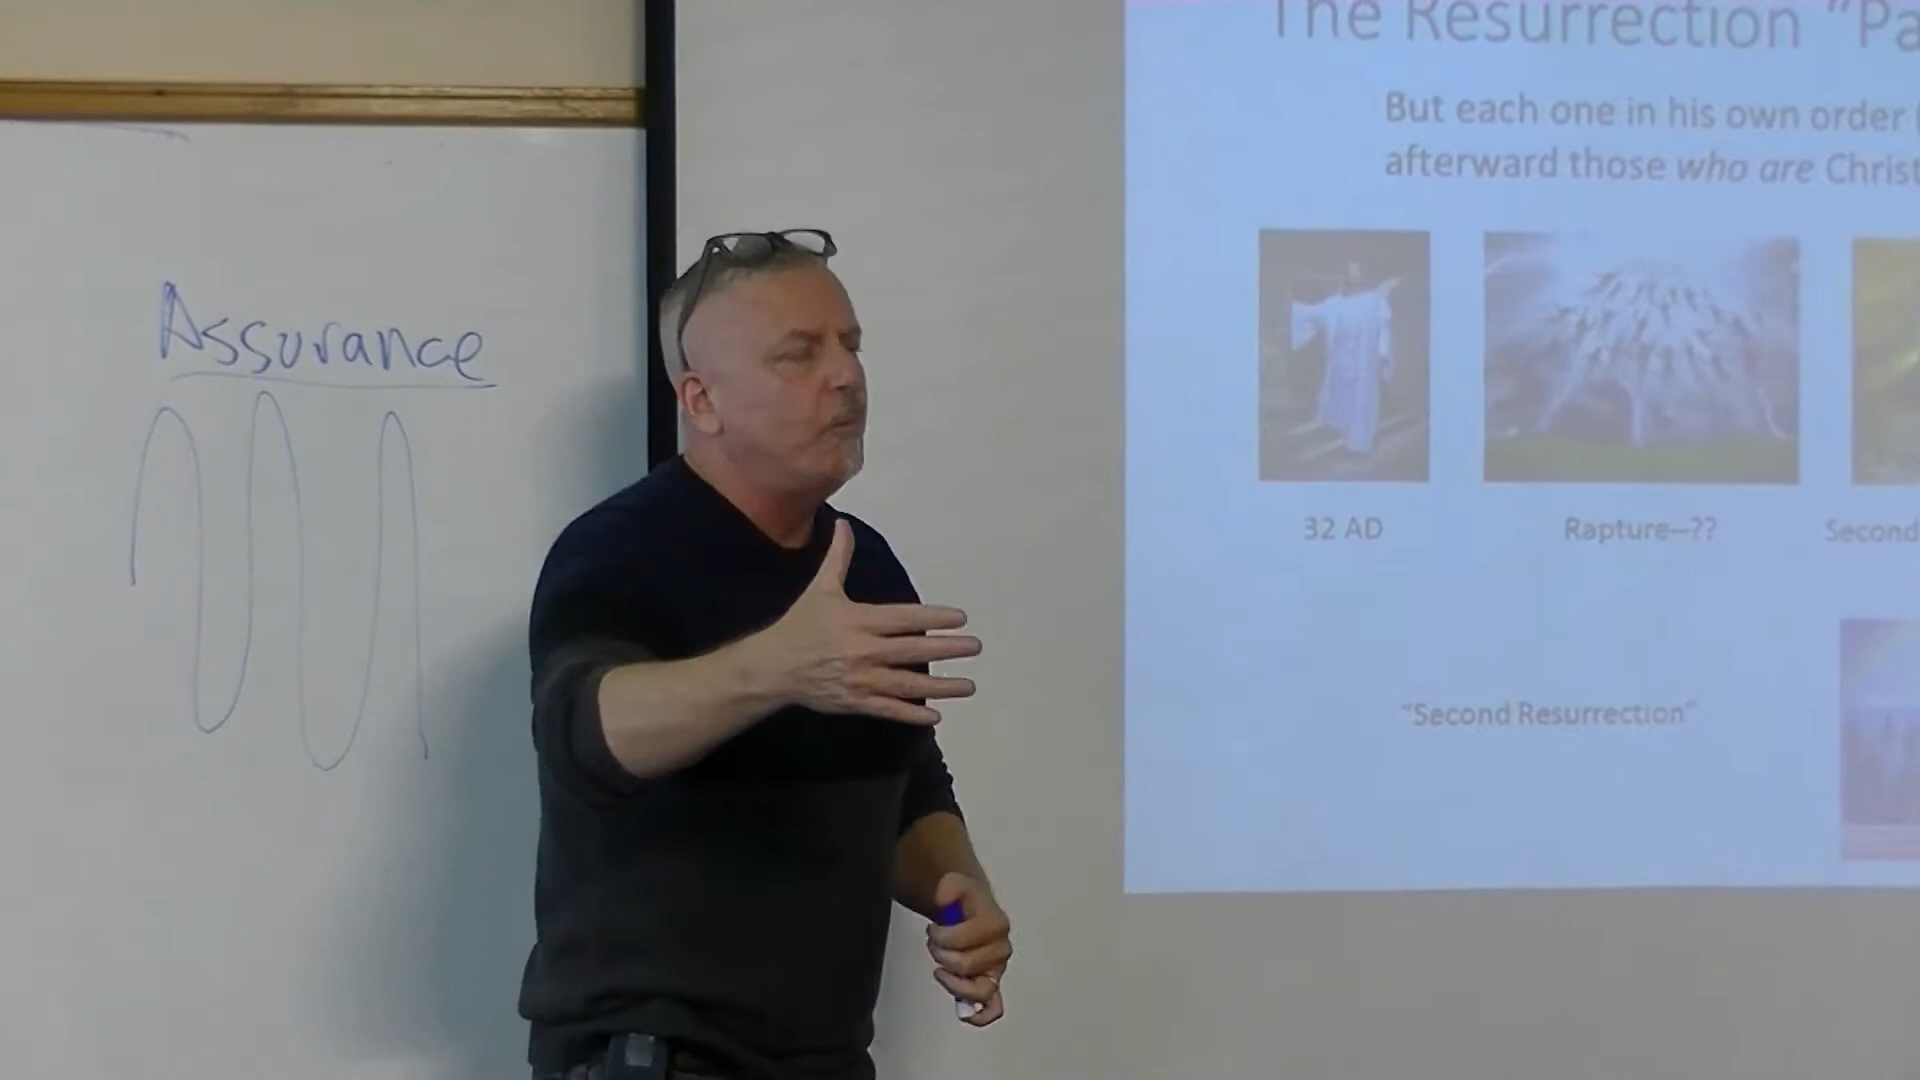 Assurance
The Resurrection "Pa
But each one in his own order
afterward those who are Christ
32 AD
Rapture—??
Second
"Second Resurrection"